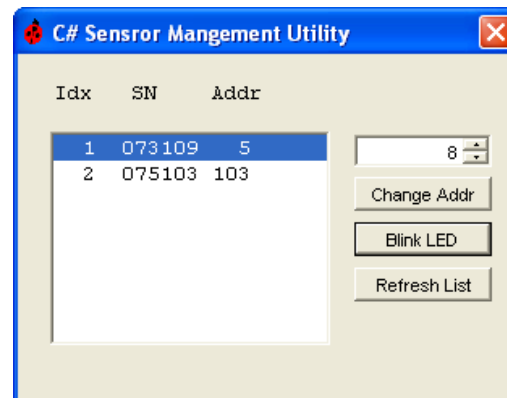 C# Sensror Mangement Utility
Idx SN Addr
1 073109 5
2 075103 103
8
Change Addr
Blink LED
Refresh List